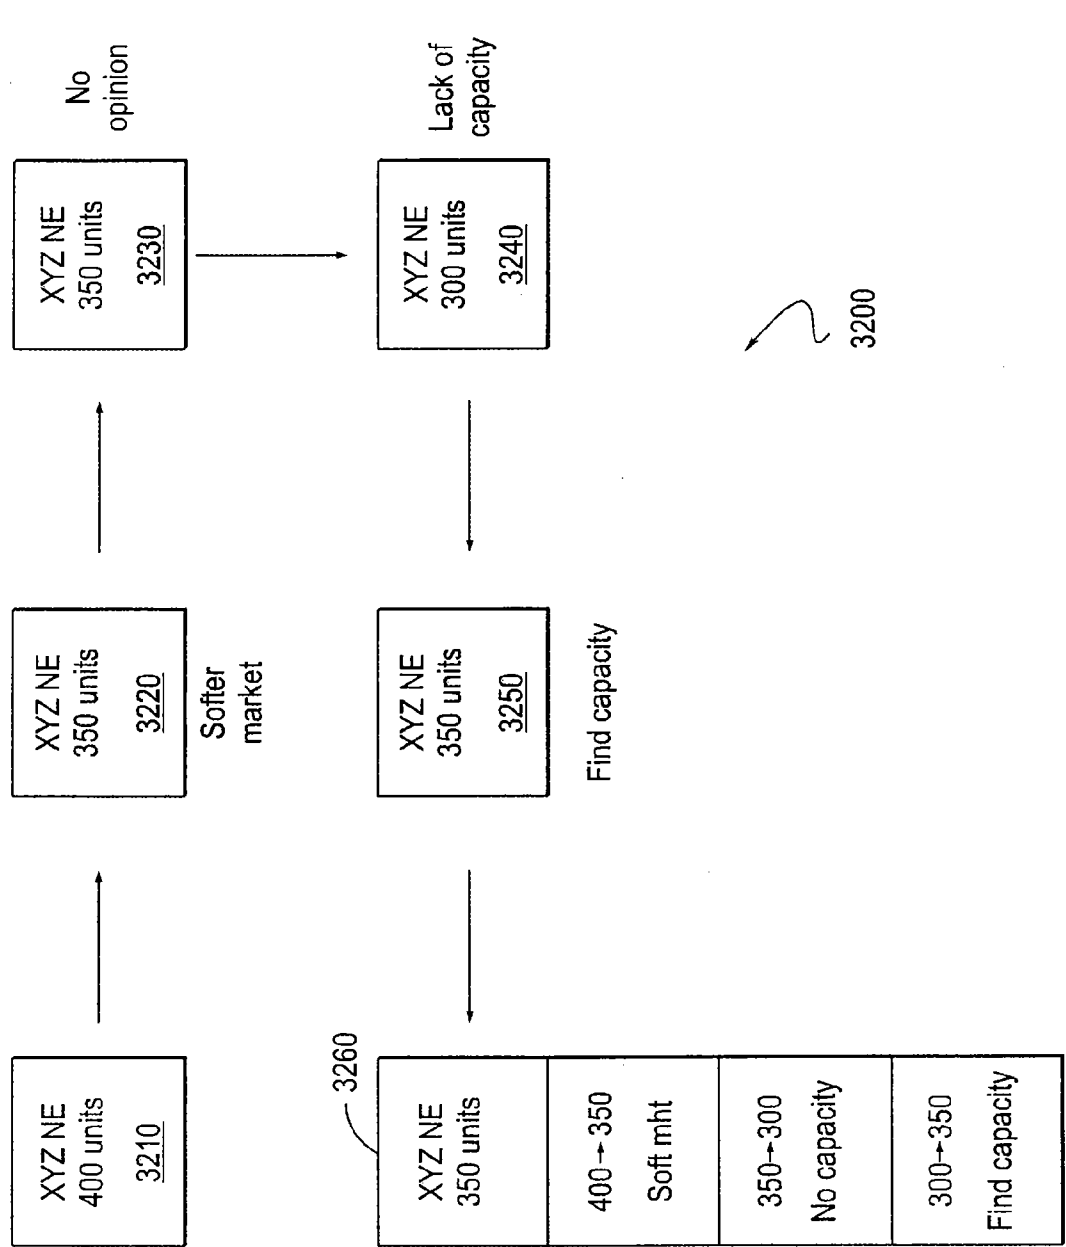 XYZ NE
400 units
3210
XYZ NE
350 units
3220
Softer
market
XYZ NE
350 units
3230
No
opinion
3260
XYZ NE
350 units
400→350
Soft mht
350→300
No capacity
300→350
Find capacity
XYZ NE
350 units
3250
Find capacity
XYZ NE
300 units
3240
Lack of
capacity
3200